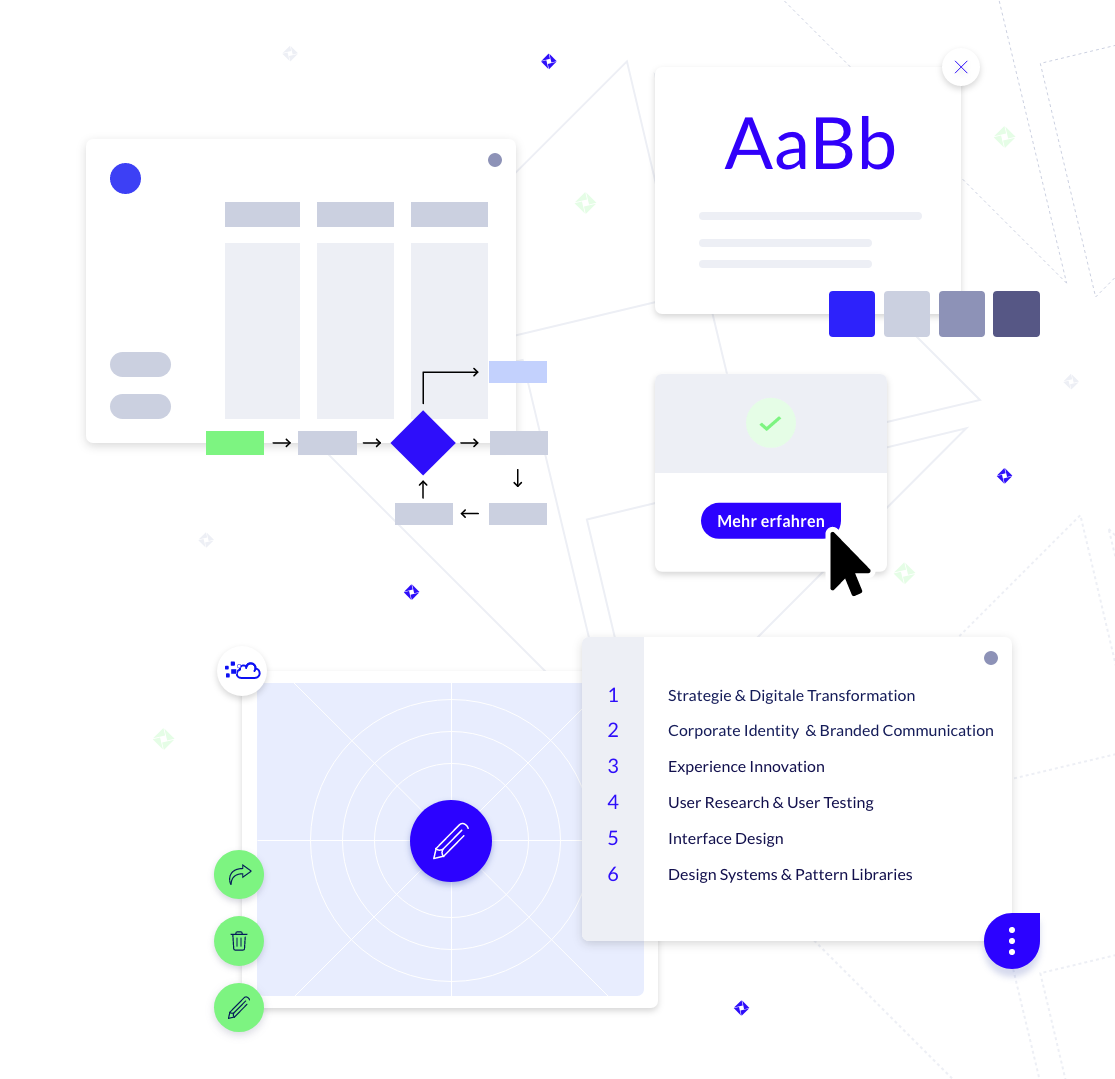 AaBb
Mehr erfahren
1 Strategie & Digitale Transformation
2 Corporate Identity & Branded Communication
3 Experience Innovation
4 User Research & User Testing
5 Interface Design
6 Design Systems & Pattern Libraries